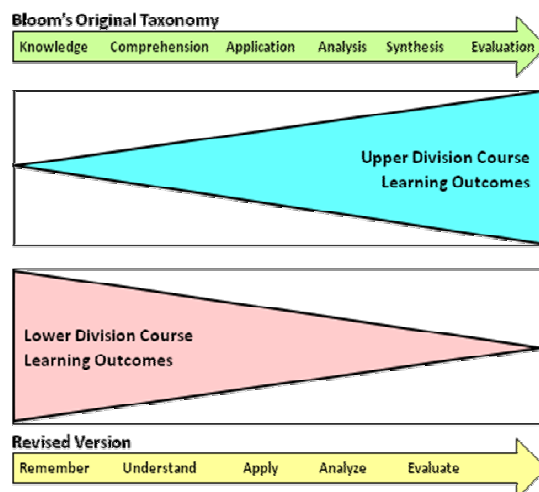 Bloom's Original Taxonomy
Knowledge Comprehension Application Analysis Synthesis Evaluation
Upper Division Course
Learning Outcomes
Lower Division Course
Learning Outcomes
Revised Version
Remember Understand Apply Analyze Evaluate